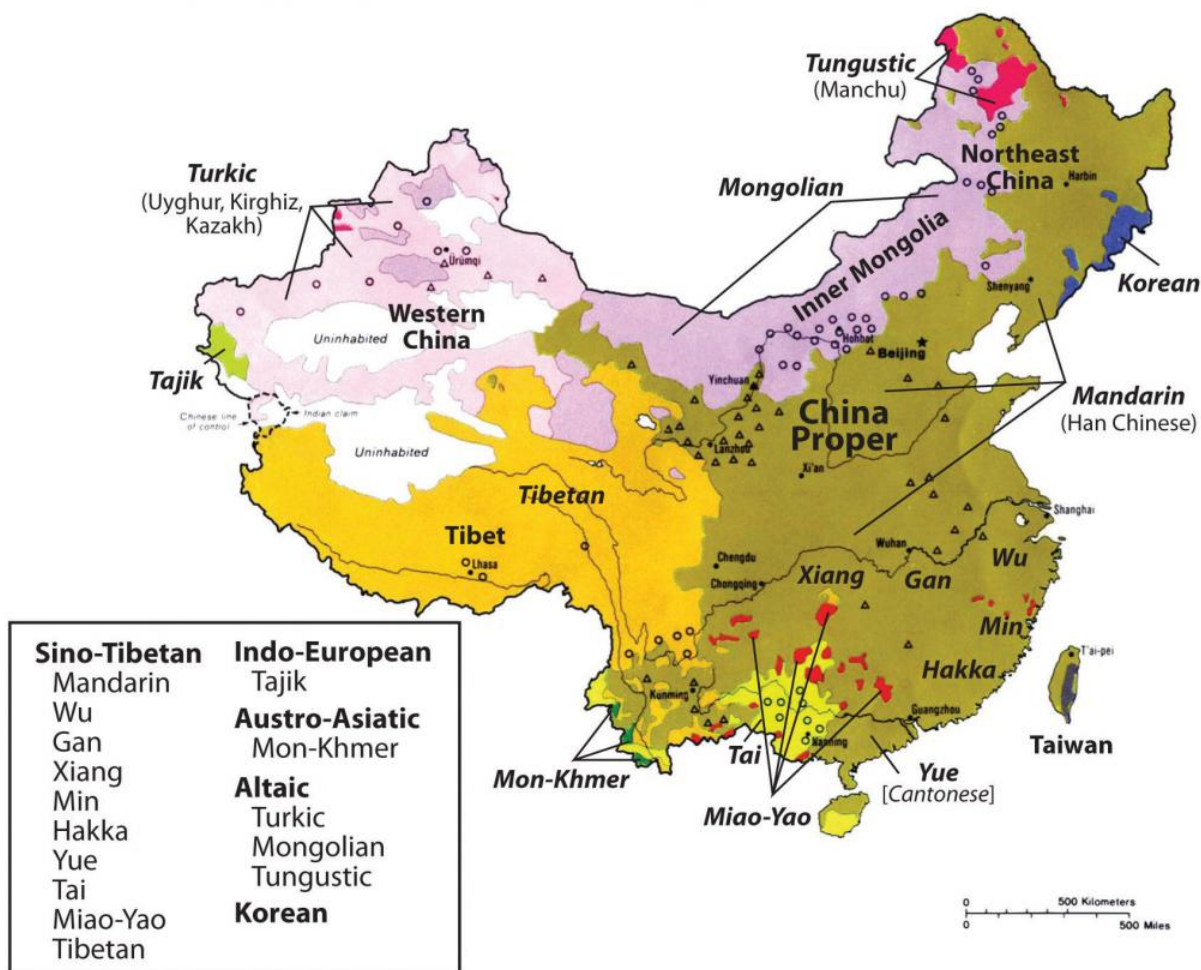 Tungustic
(Manchu)
Turkic
(Uyghur, Kirghiz,
Kazakh)
Mongolian
Northeast
China
Harbin
Inner Mongolia
Korean
Shenyang
Ürümqi
Western
China
Uninhabited
Tajik
Hohhot
Beijing
Yinchuan
Mandarin
(Han Chinese)
Chinese line
of control
Indian claim
China
Proper
Lanzhou
Xi'an
Uninhabited
Tibetan
Tibet
Lhasa
Shanghai
Chengdu
Chongqing
Wuhan
Xiang
Gan
Wu
Min
Hakka
T'ai-pei
Taiwan
Kunming
Guangzhou
Nanning
Mon-Khmer
Tai
Miao-Yao
Yue
[Cantonese]
Sino-Tibetan
Mandarin
Wu
Gan
Xiang
Min
Hakka
Yue
Tai
Miao-Yao
Tibetan
Indo-European
Tajik
Austro-Asiatic
Mon-Khmer
Altaic
Turkic
Mongolian
Tungustic
Korean
0 500 Kilometers
0 500 Miles